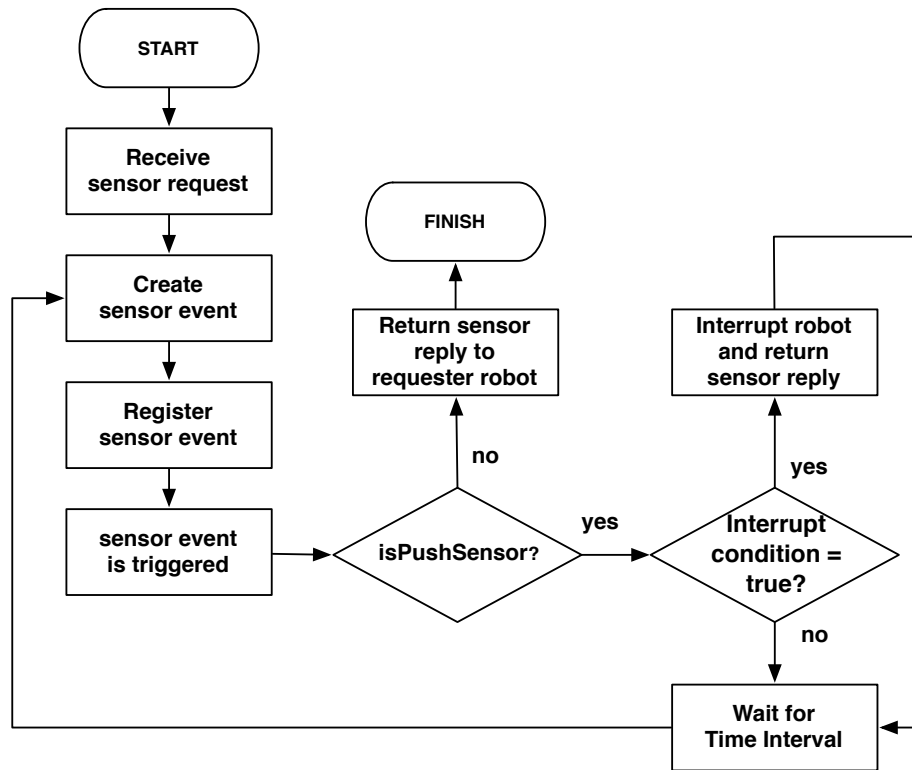 START
Receive
sensor request
Create
sensor event
Register
sensor event
sensor event
is triggered
isPushSensor?
no
yes
Return sensor
reply to
requester robot
FINISH
Interrupt
condition =
true?
yes
no
Interrupt robot
and return
sensor reply
Wait for
Time Interval